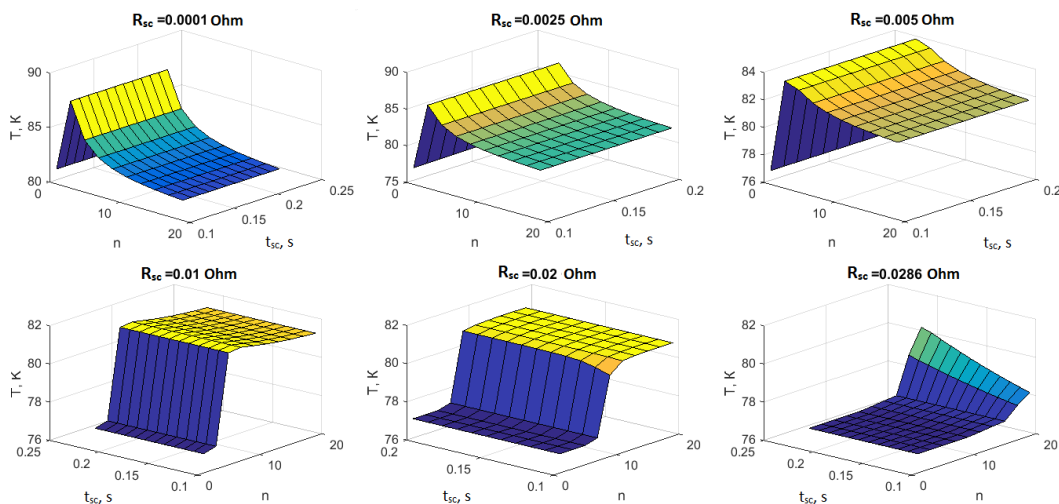 Rsc =0.0001 Ohm
90
85
80
T, K
0
10
20
n
0.1
0.15
0.2
0.25
tsc, s
Rsc =0.0025 Ohm
90
85
80
75
T, K
0
10
20
n
0.1
0.15
0.2
tsc, s
Rsc =0.005 Ohm
84
82
80
78
76
T, K
0
10
20
n
0.1
0.15
0.2
tsc, s
Rsc =0.01 Ohm
82
80
78
76
T, K
0.25
0.2
0.15
0.1
tsc, s
0
10
20
n
Rsc =0.02 Ohm
82
80
78
76
T, K
0.2
0.15
0.1
tsc, s
0
10
20
n
Rsc =0.0286 Ohm
82
80
78
76
T, K
0.25
0.2
0.15
0.1
tsc, s
0
10
20
n